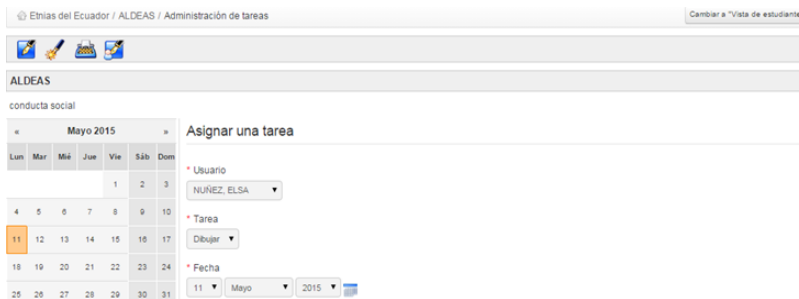 Etnias del Ecuador / ALDEAS / Administración de tareas
Cambiar a "Vista de estudiante
ALDEAS
conducta social
« Mayo 2015 »
Lun Mar Mié Jue Vie Sáb Dom
1 2 3
4 5 6 7 8 9 10
11 12 13 14 15 16 17
18 19 20 21 22 23 24
25 26 27 28 29 30 31
Asignar una tarea
* Usuario
NUÑEZ, ELSA
* Tarea
Dibujar
* Fecha
11 Mayo 2015